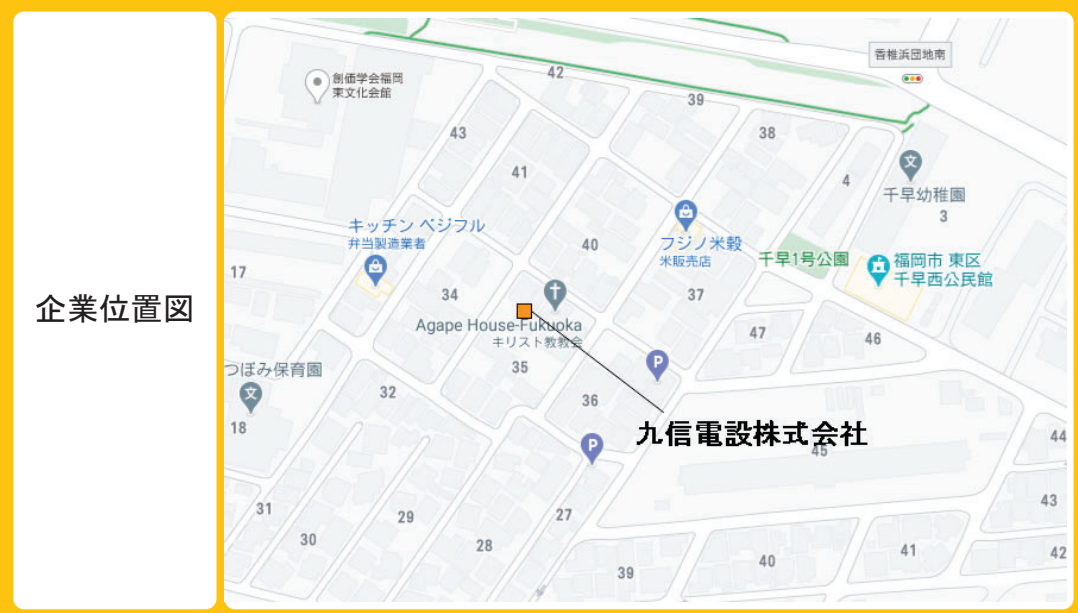 企業位置図
香椎浜団地南
創価学会福岡
東文化会館
42
39
43
38
41
4
千早幼稚園
3
キッチン ベジフル
弁当製造業者
フジノ米穀
米販売店
40
千早1号公園
福岡市 東区
千早西公民館
17
34
37
Agape House-Fukuoka
キリスト教教会
47
46
35
つぼみ保育園
32
36
P
18
九信電設株式会社
45
44
P
31
29
27
43
30
28
41
42
40
39